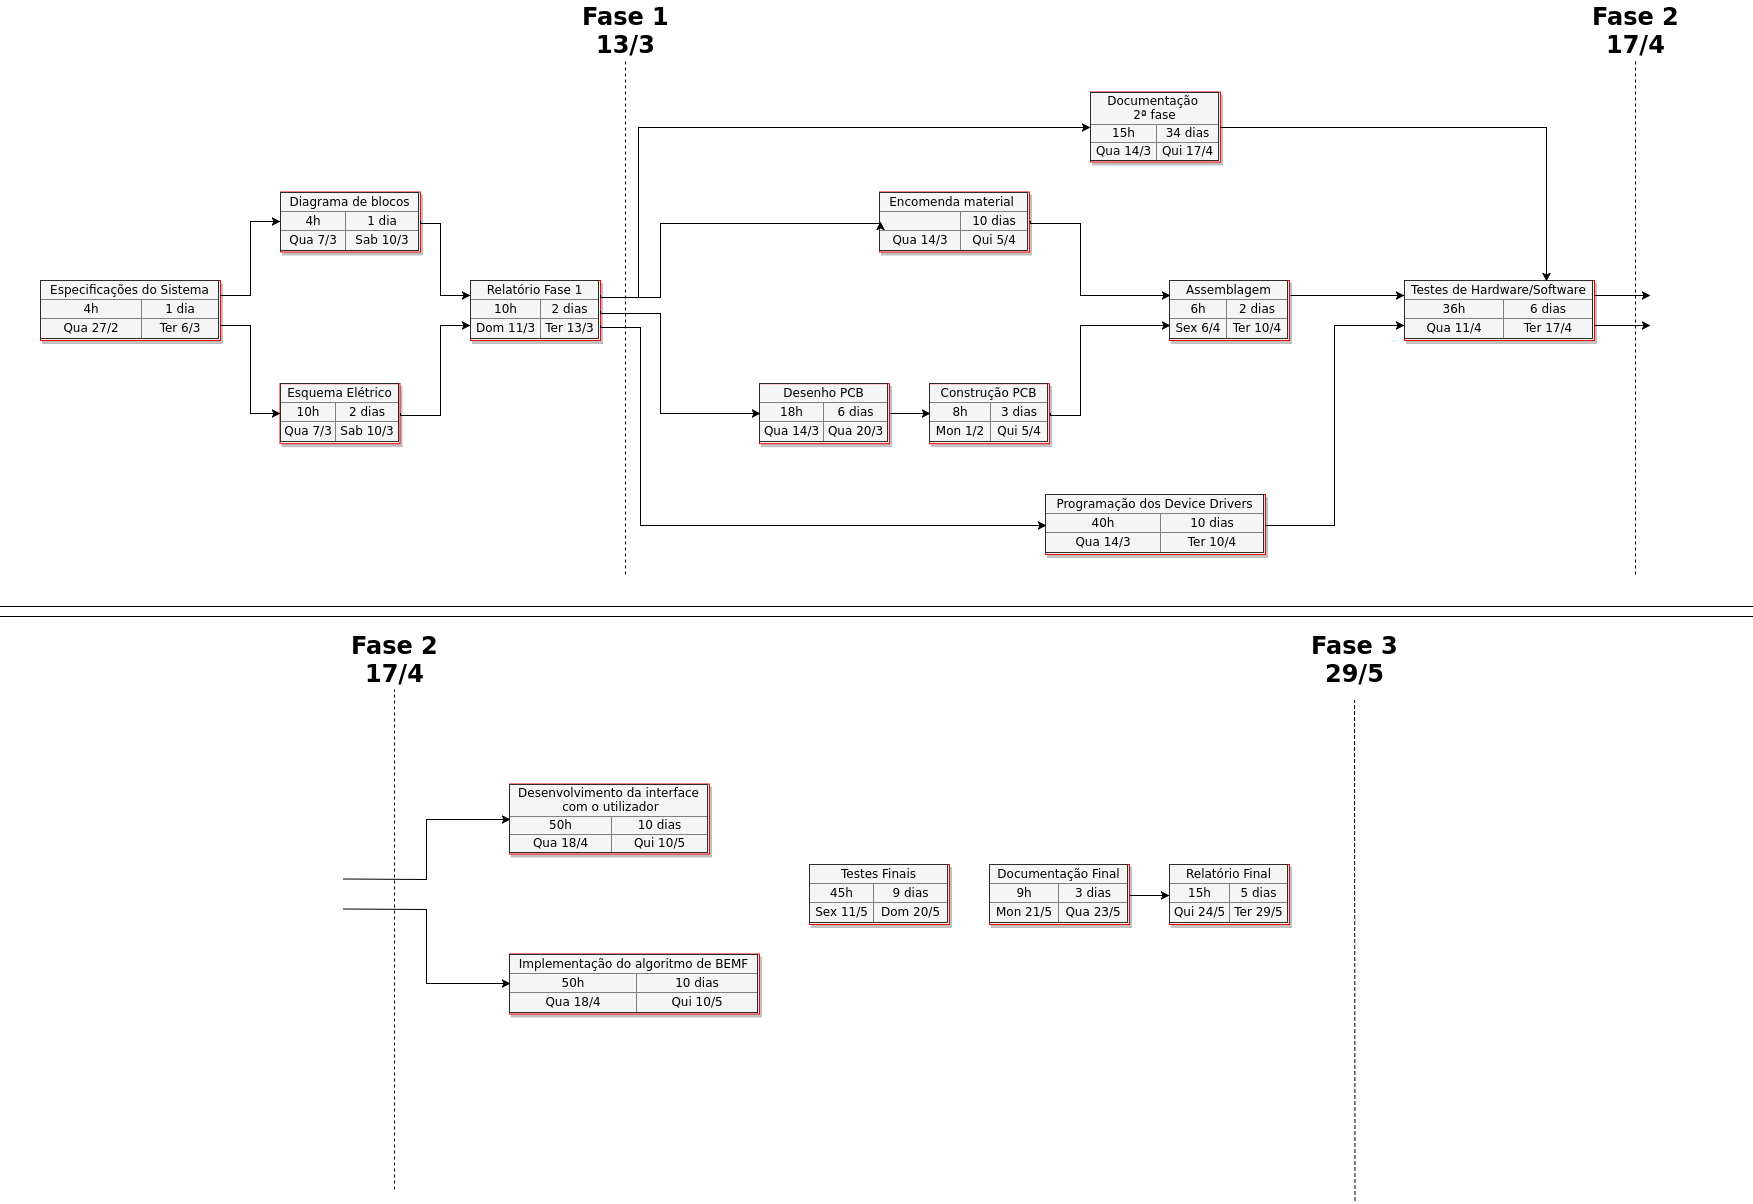 Fase 1
13/3
Fase 2
17/4
Documentação
2ª fase
15h 34 dias
Qua 14/3 Qui 17/4
Diagrama de blocos
4h 1 dia
Qua 7/3 Sab 10/3
Encomenda material
10 dias
Qua 14/3 Qui 5/4
Especificações do Sistema
4h 1 dia
Qua 27/2 Ter 6/3
Relatório Fase 1
10h 2 dias
Dom 11/3 Ter 13/3
Assemblagem
6h 2 dias
Sex 6/4 Ter 10/4
Testes de Hardware/Software
36h 6 dias
Qua 11/4 Ter 17/4
Esquema Elétrico
10h 2 dias
Qua 7/3 Sab 10/3
Desenho PCB
18h 6 dias
Qua 14/3 Qua 20/3
Construção PCB
8h 3 dias
Mon 1/2 Qui 5/4
Programação dos Device Drivers
40h 10 dias
Qua 14/3 Ter 10/4
Fase 2
17/4
Fase 3
29/5
Desenvolvimento da interface
com o utilizador
50h 10 dias
Qua 18/4 Qui 10/5
Testes Finais
45h 9 dias
Sex 11/5 Dom 20/5
Documentação Final
9h 3 dias
Mon 21/5 Qua 23/5
Relatório Final
15h 5 dias
Qui 24/5 Ter 29/5
Implementação do algoritmo de BEMF
50h 10 dias
Qua 18/4 Qui 10/5